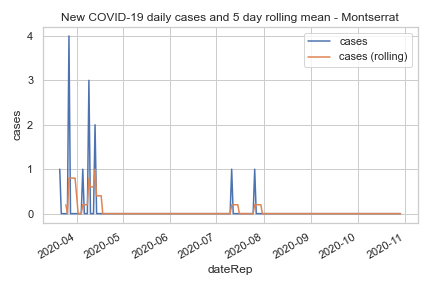 New COVID-19 daily cases and 5 day rolling mean - Montserrat
cases
cases (rolling)
4
3
2
1
0
cases
2020-04
2020-05
2020-06
2020-07
2020-08
2020-09
2020-10
2020-11
dateRep